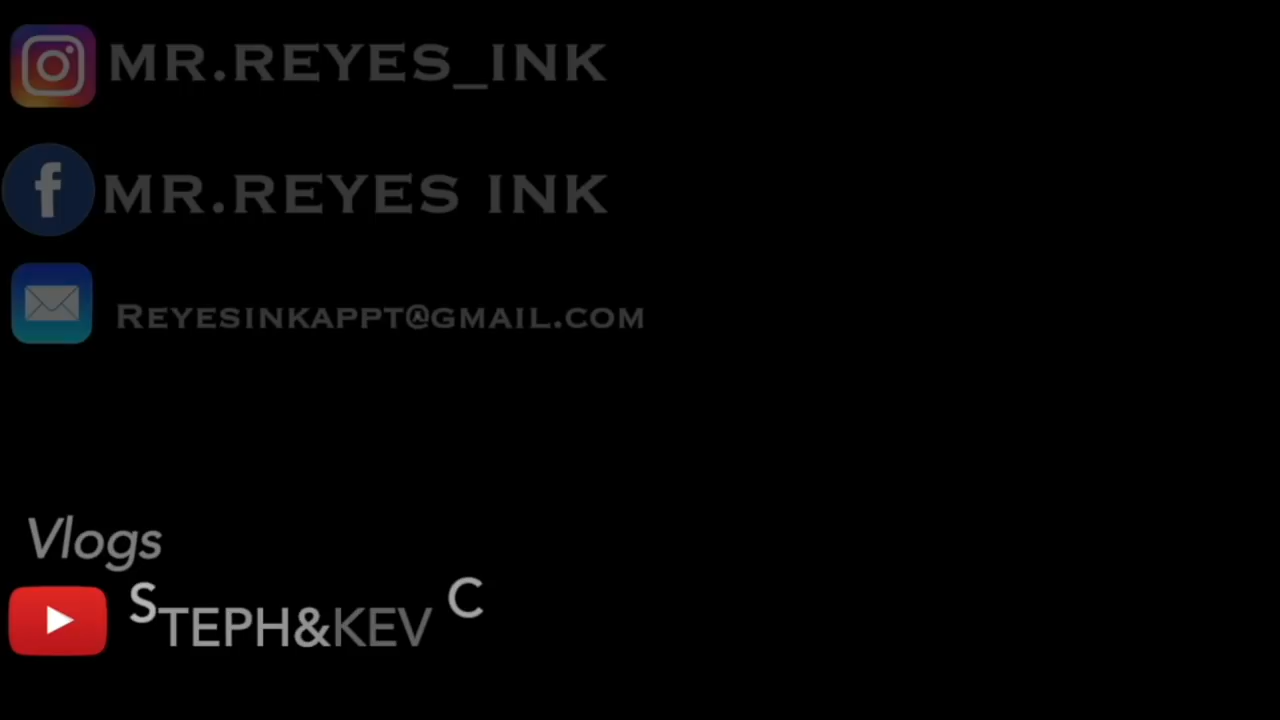 MR.REYES_INK
MR.REYES INK
REYESINKAPPT@GMAIL.COM
Vlogs
STEPH&KEV C